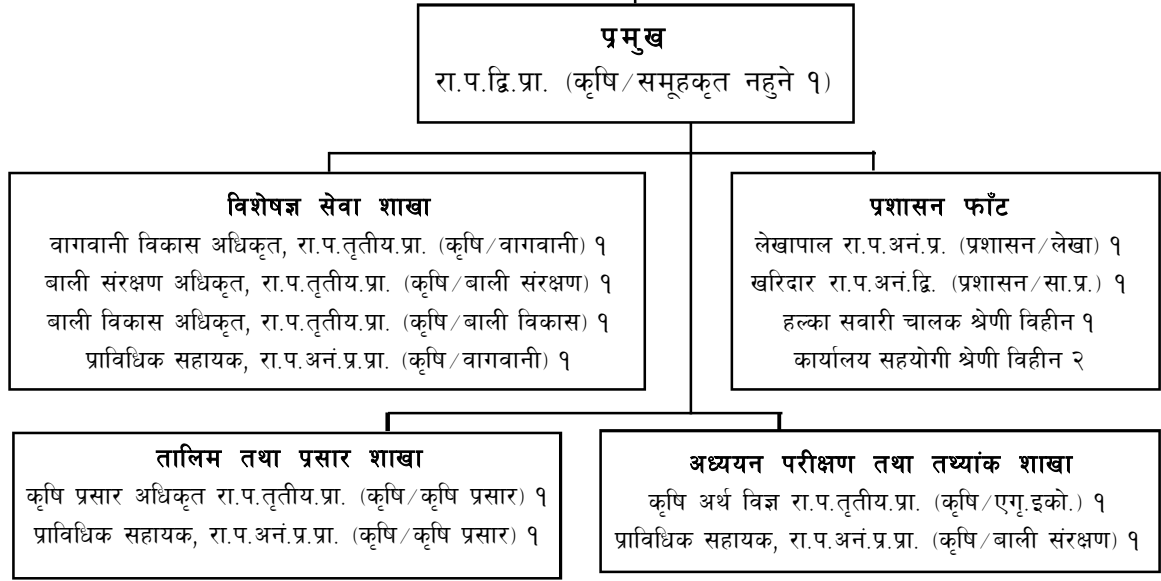 प्रमुख
रा.प.द्वि.प्रा. (कृषि/समूहकृत नहुने १)
विशेषज्ञ सेवा शाखा
वागवानी विकास अधिकृत, रा.प.तृतीय.प्रा. (कृषि/वागवानी) १
बाली संरक्षण अधिकृत, रा.प.तृतीय.प्रा. (कृषि/बाली संरक्षण) १
बाली विकास अधिकृत, रा.प.तृतीय.प्रा. (कृषि/बाली विकास) १
प्राविधिक सहायक, रा.प.अनं.प्र.प्रा. (कृषि/वागवानी) १
प्रशासन फाँट
लेखापाल रा.प.अनं.प्र. (प्रशासन/लेखा) १
खरिदार रा.प.अनं.द्वि. (प्रशासन/सा.प्र.) १
हल्का सवारी चालक श्रेणी विहीन १
कार्यालय सहयोगी श्रेणी विहीन २
तालिम तथा प्रसार शाखा
कृषि प्रसार अधिकृत रा.प.तृतीय.प्रा. (कृषि/कृषि प्रसार) १
प्राविधिक सहायक, रा.प.अनं.प्र.प्रा. (कृषि/कृषि प्रसार) १
अध्ययन परीक्षण तथा तथ्यांक शाखा
कृषि अर्थ विज्ञ रा.प.तृतीय.प्रा. (कृषि/एगृ.इको.) १
प्राविधिक सहायक, रा.प.अनं.प्र.प्रा. (कृषि/बाली संरक्षण) १